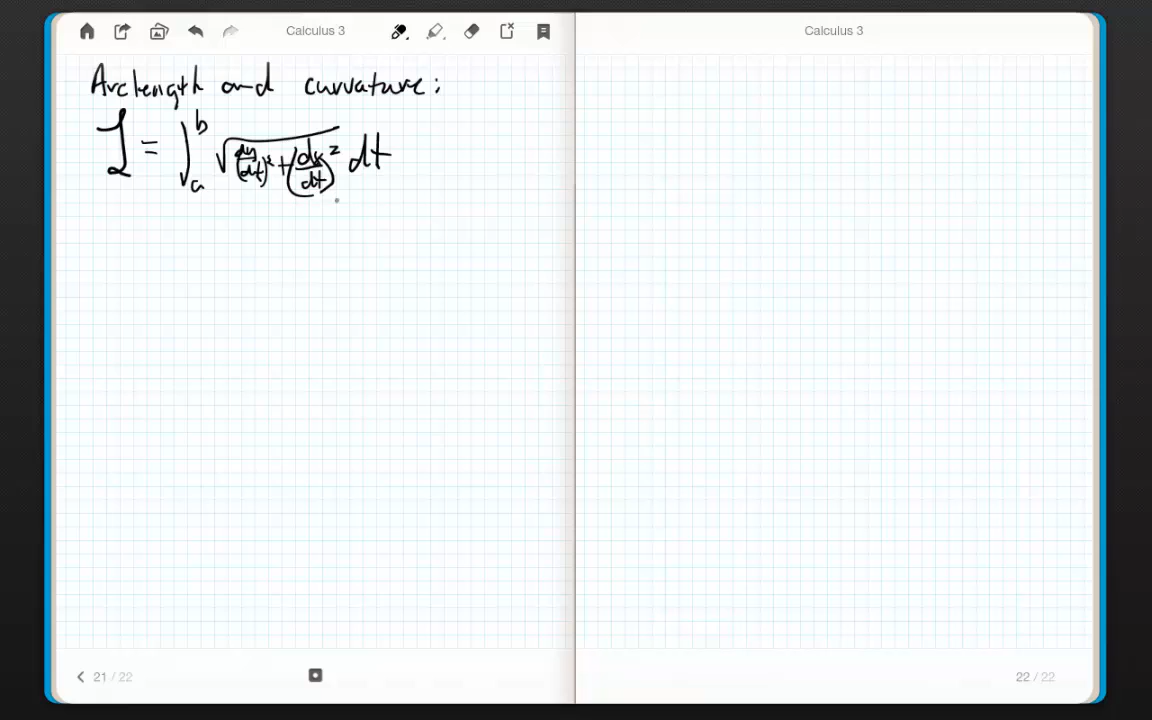 Calculus 3
Calculus 3
Arclength and curvature:
L = ∫_a^b √((dy/dt)² + (dx/dt)²) dt
21 / 22
22 / 22